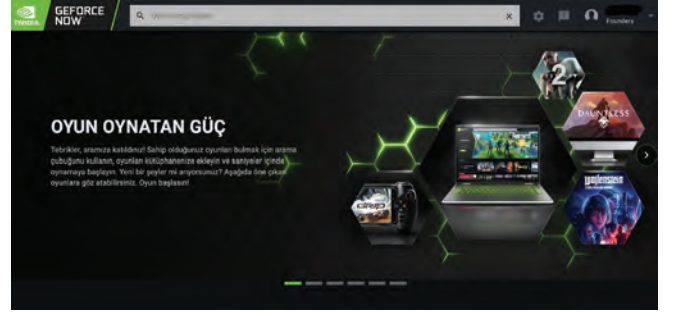 NVIDIA
GEFORCE
NOW
Founders
OYUN OYNATAN GÜÇ
Tebrikler, aramıza katıldınız! Sahip olduğunuz oyunları bulmak için arama
çubuğunu kullanın, oyunları kütüphanenize ekleyin ve saniyeler içinde
oynamaya başlayın. Yeni bir şeyler mi arıyorsunuz? Aşağıda öne çıkan
oyunlara göz atabilirsiniz. Oyun başlasın!
2
DAUNTLESS
GRIP
Wolfenstein